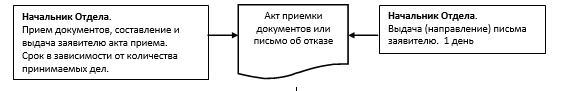 Начальник Отдела.
Прием документов, составление и
выдача заявителю акта приема.
Срок в зависимости от количества
принимаемых дел.
Акт приемки
документов или
письмо об отказе
Начальник Отдела.
Выдача (направление) письма
заявителю. 1 день